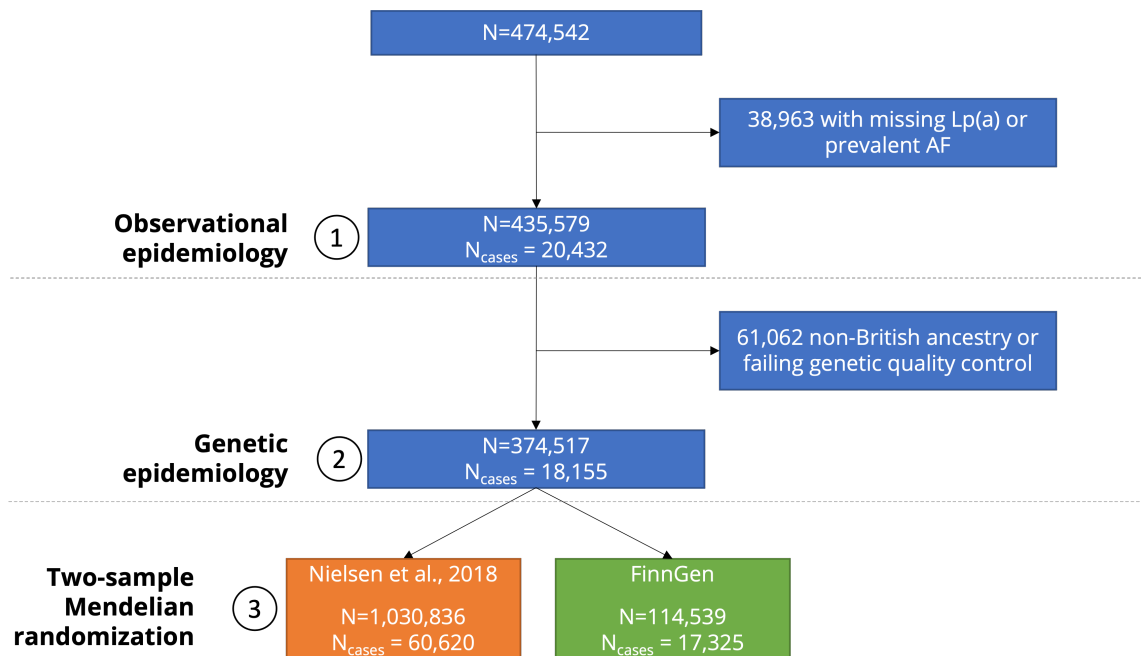 N=474,542
38,963 with missing Lp(a) or
prevalent AF
Observational
epidemiology
1
N=435,579
Ncases = 20,432
61,062 non-British ancestry or
failing genetic quality control
Genetic
epidemiology
2
N=374,517
Ncases = 18,155
Two-sample
Mendelian
randomization
3
Nielsen et al., 2018
N=1,030,836
Ncases = 60,620
FinnGen
N=114,539
Ncases = 17,325